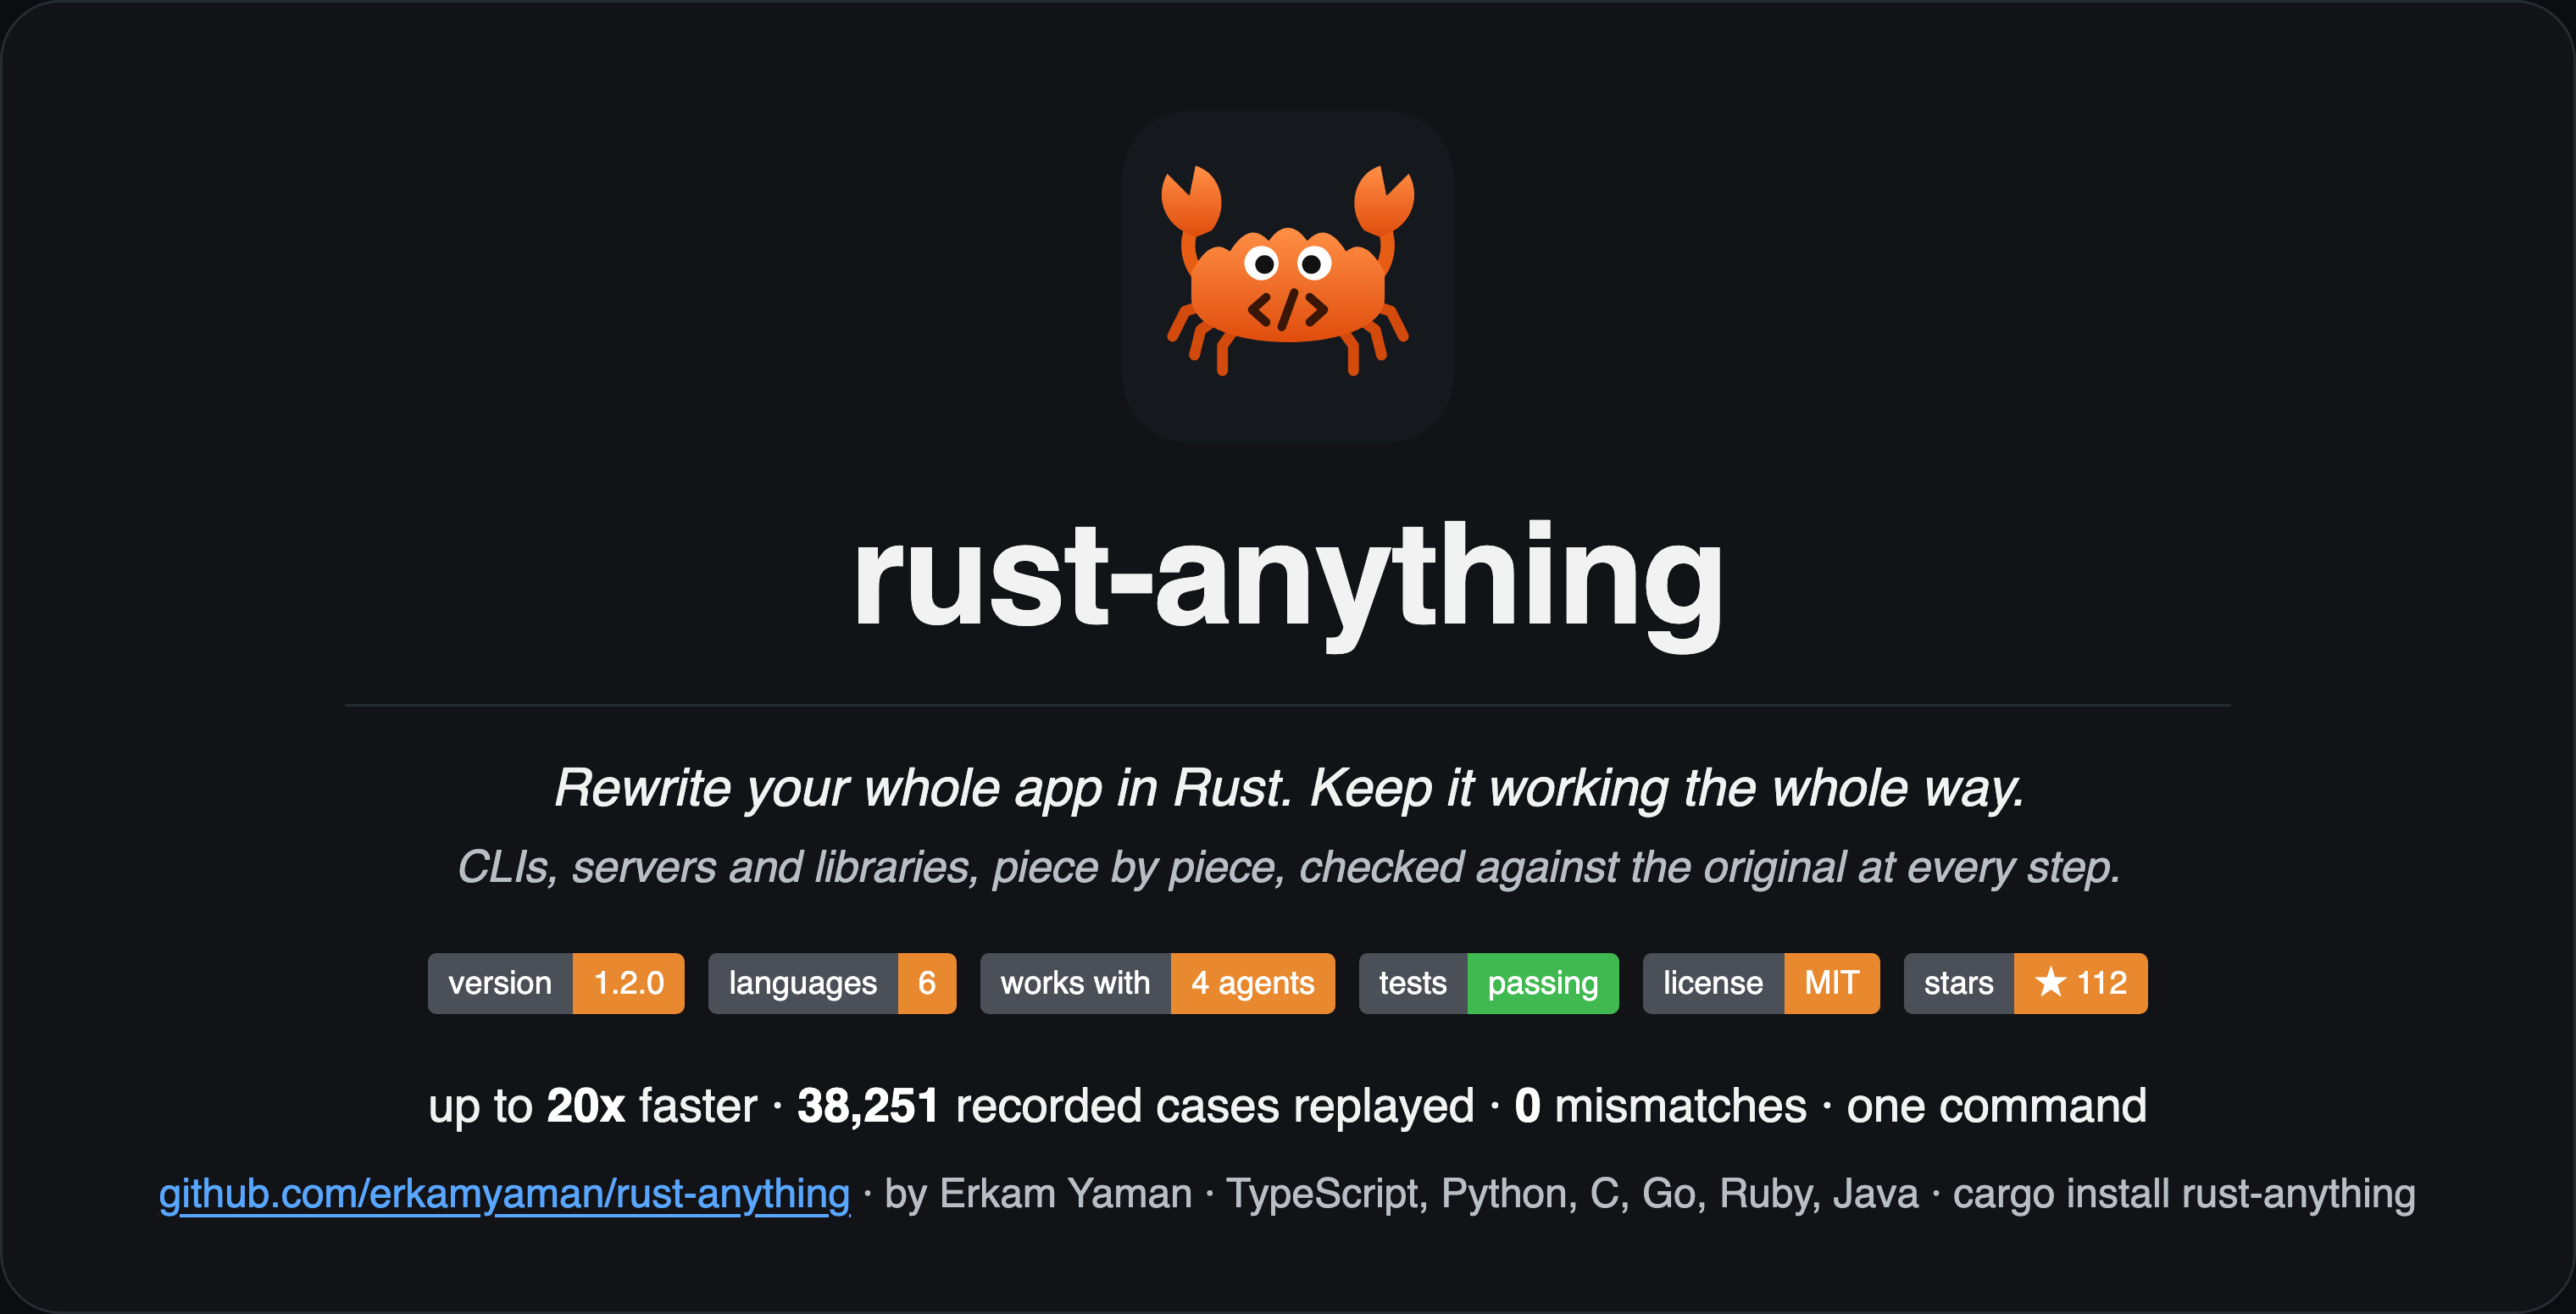 </>
rust-anything
Rewrite your whole app in Rust. Keep it working the whole way.
CLIs, servers and libraries, piece by piece, checked against the original at every step.
version 1.2.0 languages 6 works with 4 agents tests passing license MIT stars ★ 112
up to 20x faster · 38,251 recorded cases replayed · 0 mismatches · one command
github.com/erkamyaman/rust-anything · by Erkam Yaman · TypeScript, Python, C, Go, Ruby, Java · cargo install rust-anything